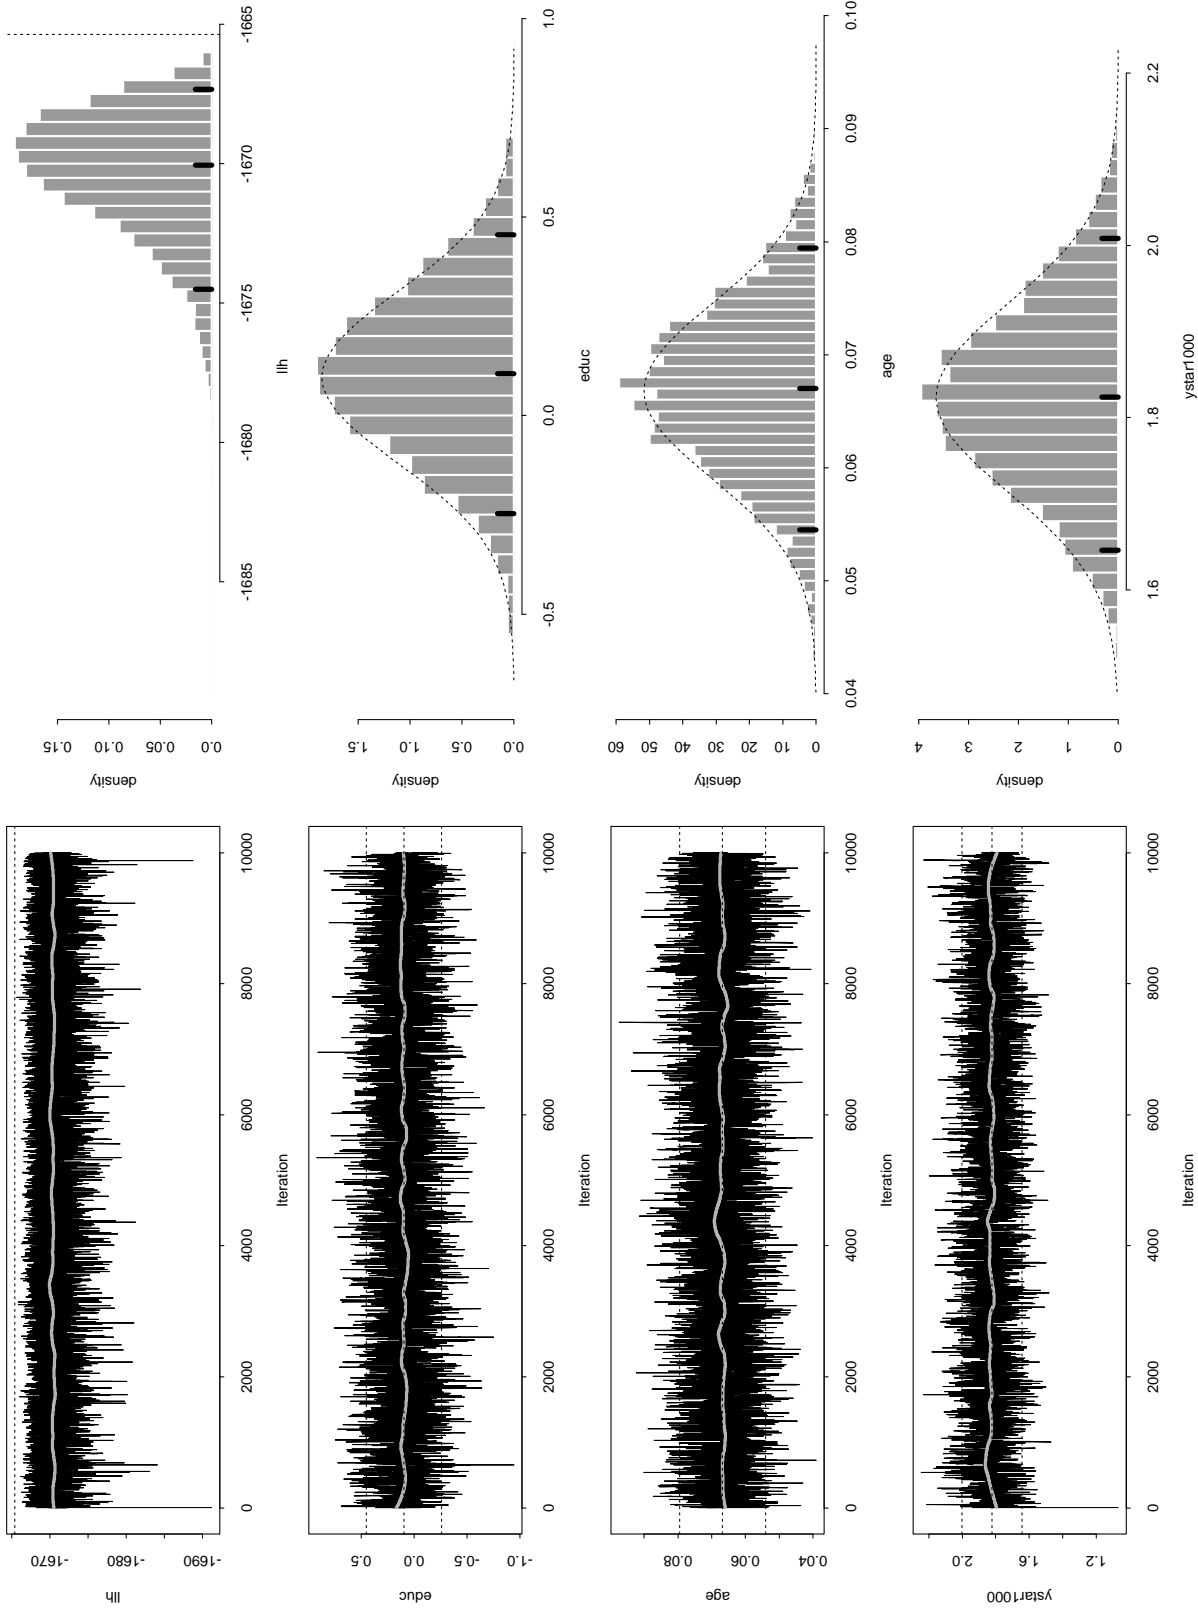 llh
-1670
-1680
-1690
0 2000 4000 6000 8000 10000
Iteration
density
0.15
0.10
0.05
0.0
-1685 -1680 -1675 -1670 -1665
llh
educ
0.5
0.0
-0.5
-1.0
0 2000 4000 6000 8000 10000
Iteration
density
1.5
1.0
0.5
0.0
-0.5 0.0 0.5 1.0
educ
age
0.08
0.06
0.04
0 2000 4000 6000 8000 10000
Iteration
density
60
50
40
30
20
10
0
0.04 0.05 0.06 0.07 0.08 0.09 0.10
age
ystar1000
2.0
1.6
1.2
0 2000 4000 6000 8000 10000
Iteration
density
4
3
2
1
0
1.6 1.8 2.0 2.2
ystar1000